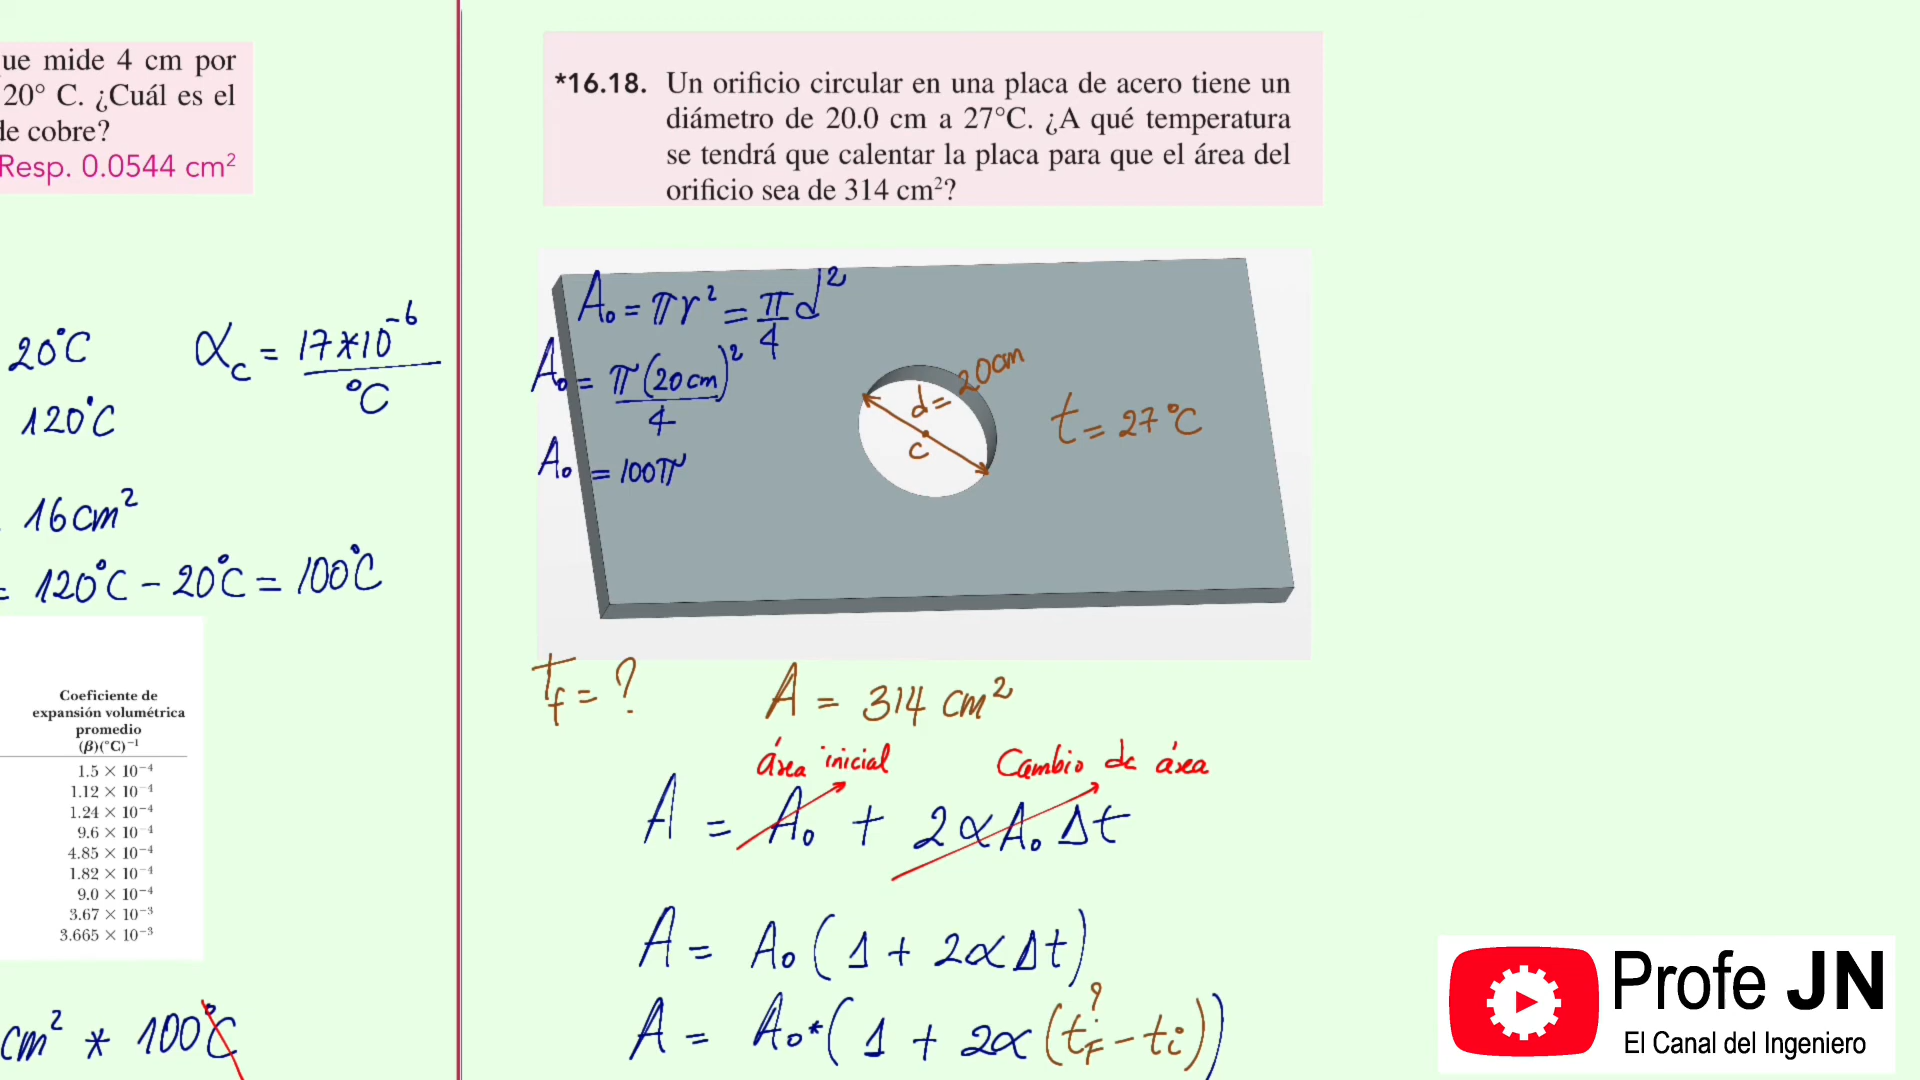 ue mide 4 cm por
20° C. ¿Cuál es el
de cobre?
Resp. 0.0544 cm²
20°C
α_c = 17*10⁻⁶
°C
120°C
16cm²
= 120°C - 20°C = 100°C
Coeficiente de
expansión volumétrica
promedio
(β)(°C)⁻¹
1.5 × 10⁻⁴
1.12 × 10⁻⁴
1.24 × 10⁻⁴
9.6 × 10⁻⁴
4.85 × 10⁻⁴
1.82 × 10⁻⁴
9.0 × 10⁻⁴
3.67 × 10⁻³
3.665 × 10⁻³
cm² * 100°C
*16.18. Un orificio circular en una placa de acero tiene un
diámetro de 20.0 cm a 27°C. ¿A qué temperatura
se tendrá que calentar la placa para que el área del
orificio sea de 314 cm²?
A₀ = πr² = π/4 d²
A₀ = π(20cm)²
4
A₀ = 100π
d = 20cm
c
t = 27°C
t_f = ? A = 314 cm²
área inicial Cambio de área
A = A₀ + 2αA₀Δt
A = A₀(1 + 2αΔt)
?
A = A₀*(1 + 2α(t_F - t_i))
Profe JN
El Canal del Ingeniero